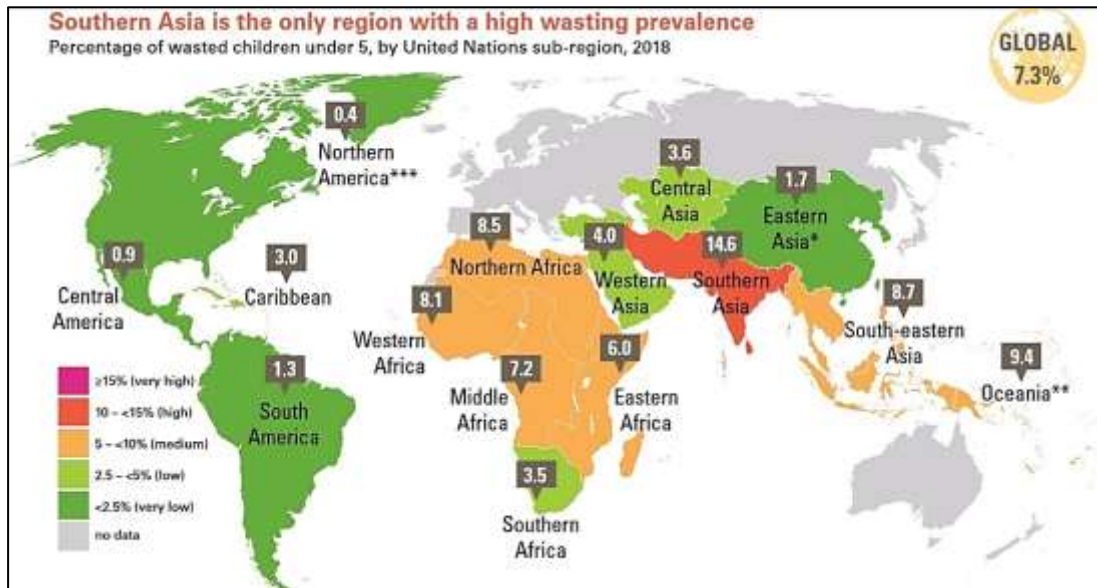 Southern Asia is the only region with a high wasting prevalence
Percentage of wasted children under 5, by United Nations sub-region, 2018
GLOBAL
7.3%
0.4
Northern
America***
0.9
Central
America
3.0
Caribbean
1.3
South
America
8.5
Northern Africa
8.1
Western
Africa
7.2
Middle
Africa
6.0
Eastern Africa
3.5
Southern
Africa
4.0
Western
Asia
3.6
Central
Asia
1.7
Eastern
Asia*
14.6
Southern
Asia
8.7
South-eastern
Asia
9.4
Oceania**
≥15% (very high)
10 – <15% (high)
5 – <10% (medium)
2.5 – <5% (low)
<2.5% (very low)
no data